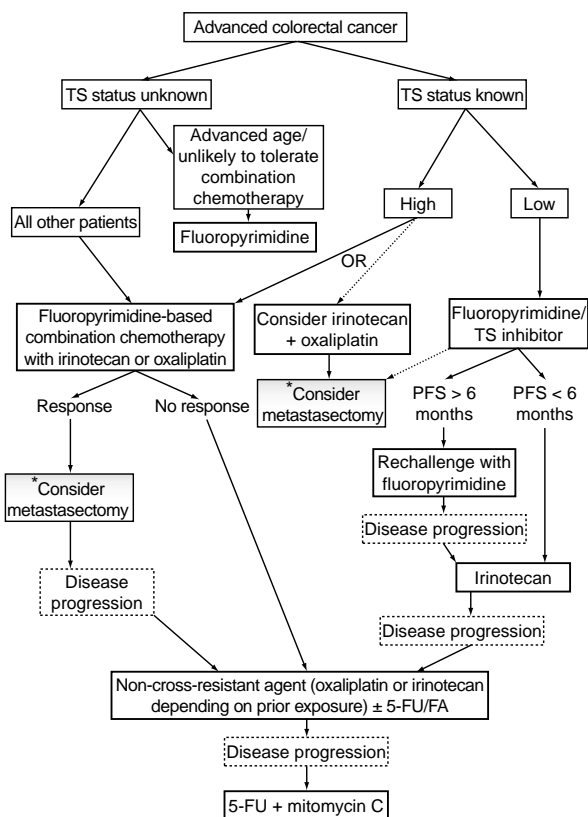 Advanced colorectal cancer
TS status unknown
TS status known
Advanced age/
unlikely to tolerate
combination
chemotherapy
High
Low
All other patients
Fluoropyrimidine
OR
Fluoropyrimidine-based
combination chemotherapy
with irinotecan or oxaliplatin
Consider irinotecan
+ oxaliplatin
Fluoropyrimidine/
TS inhibitor
Response
No response
*Consider
metastasectomy
PFS > 6
months
PFS < 6
months
Rechallenge with
fluoropyrimidine
*Consider
metastasectomy
Disease progression
Disease
progression
Irinotecan
Disease progression
Non-cross-resistant agent (oxaliplatin or irinotecan
depending on prior exposure) ± 5-FU/FA
Disease progression
5-FU + mitomycin C